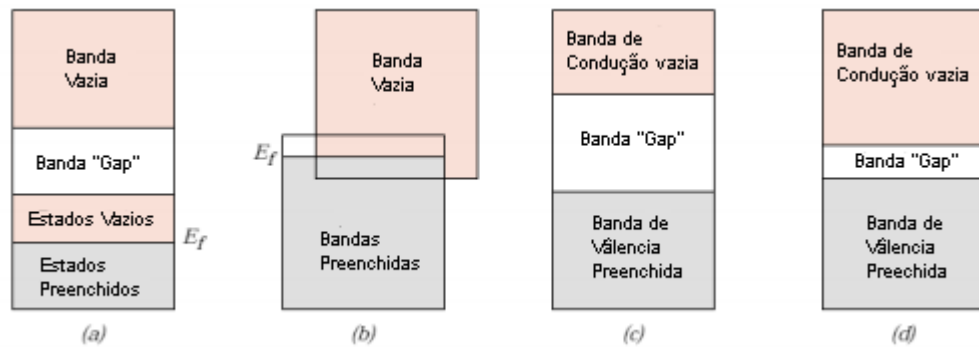 Banda
Vazia
Banda "Gap"
Estados Vazios
E_f
Estados
Preenchidos
(a)
Banda
Vazia
E_f
Bandas
Preenchidas
(b)
Banda de
Condução vazia
Banda "Gap"
Banda de
Vâlencia
Preenchida
(c)
Banda de
Condução vazia
Banda "Gap"
Banda de
Vâlencia
Preechida
(d)